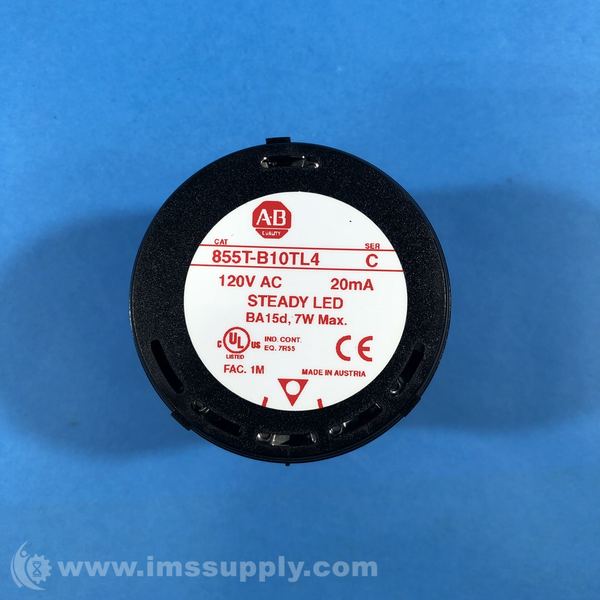 A-B
QUALITY
CAT SER
855T-B10TL4 C
120V AC 20mA
STEADY LED
BA15d, 7W Max.
C UL US LISTED
IND. CONT.
EQ. 7R55
CE
FAC. 1M
MADE IN AUSTRIA
www.imssupply.com